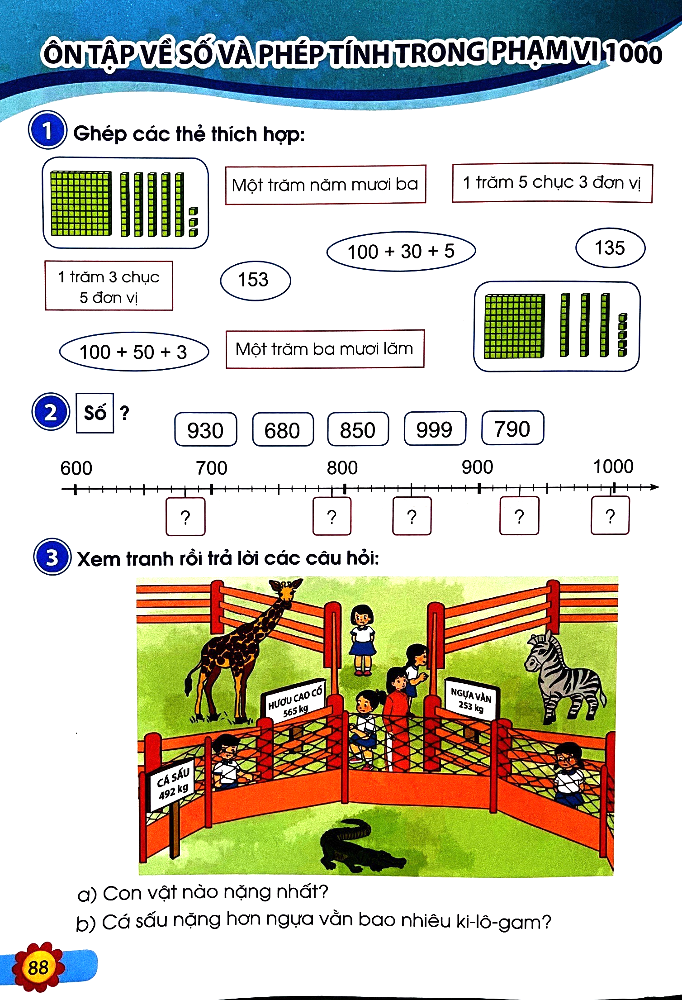 ÔN TẬP VỀ SỐ VÀ PHÉP TÍNH TRONG PHẠM VI 1000
1 Ghép các thẻ thích hợp:
Một trăm năm mươi ba
1 trăm 5 chục 3 đơn vị
100 + 30 + 5
135
1 trăm 3 chục
5 đơn vị
153
100 + 50 + 3
Một trăm ba mươi lăm
2 Số ?
930 680 850 999 790
600 700 800 900 1000
? ? ? ? ?
3 Xem tranh rồi trả lời các câu hỏi:
HƯƠU CAO CỔ
565 kg
NGỰA VẰN
253 kg
CÁ SẤU
492 kg
a) Con vật nào nặng nhất?
b) Cá sấu nặng hơn ngựa vằn bao nhiêu ki-lô-gam?
88